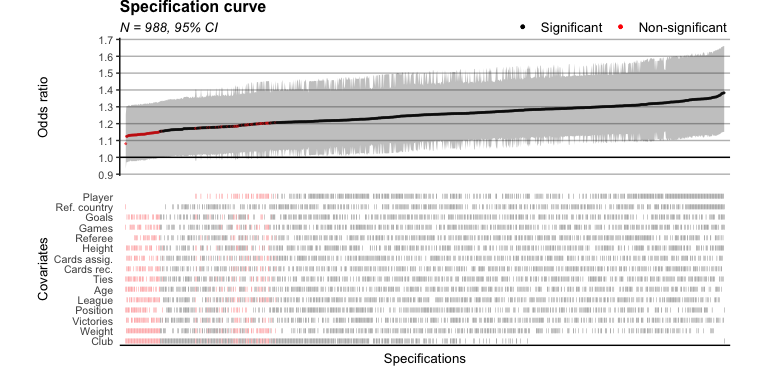 Specification curve
N = 988, 95% CI
Significant
Non-significant
Odds ratio
1.7
1.6
1.5
1.4
1.3
1.2
1.1
1.0
0.9
Covariates
Player
Ref. country
Goals
Games
Referee
Height
Cards assig.
Cards rec.
Ties
Age
League
Position
Victories
Weight
Club
Specifications